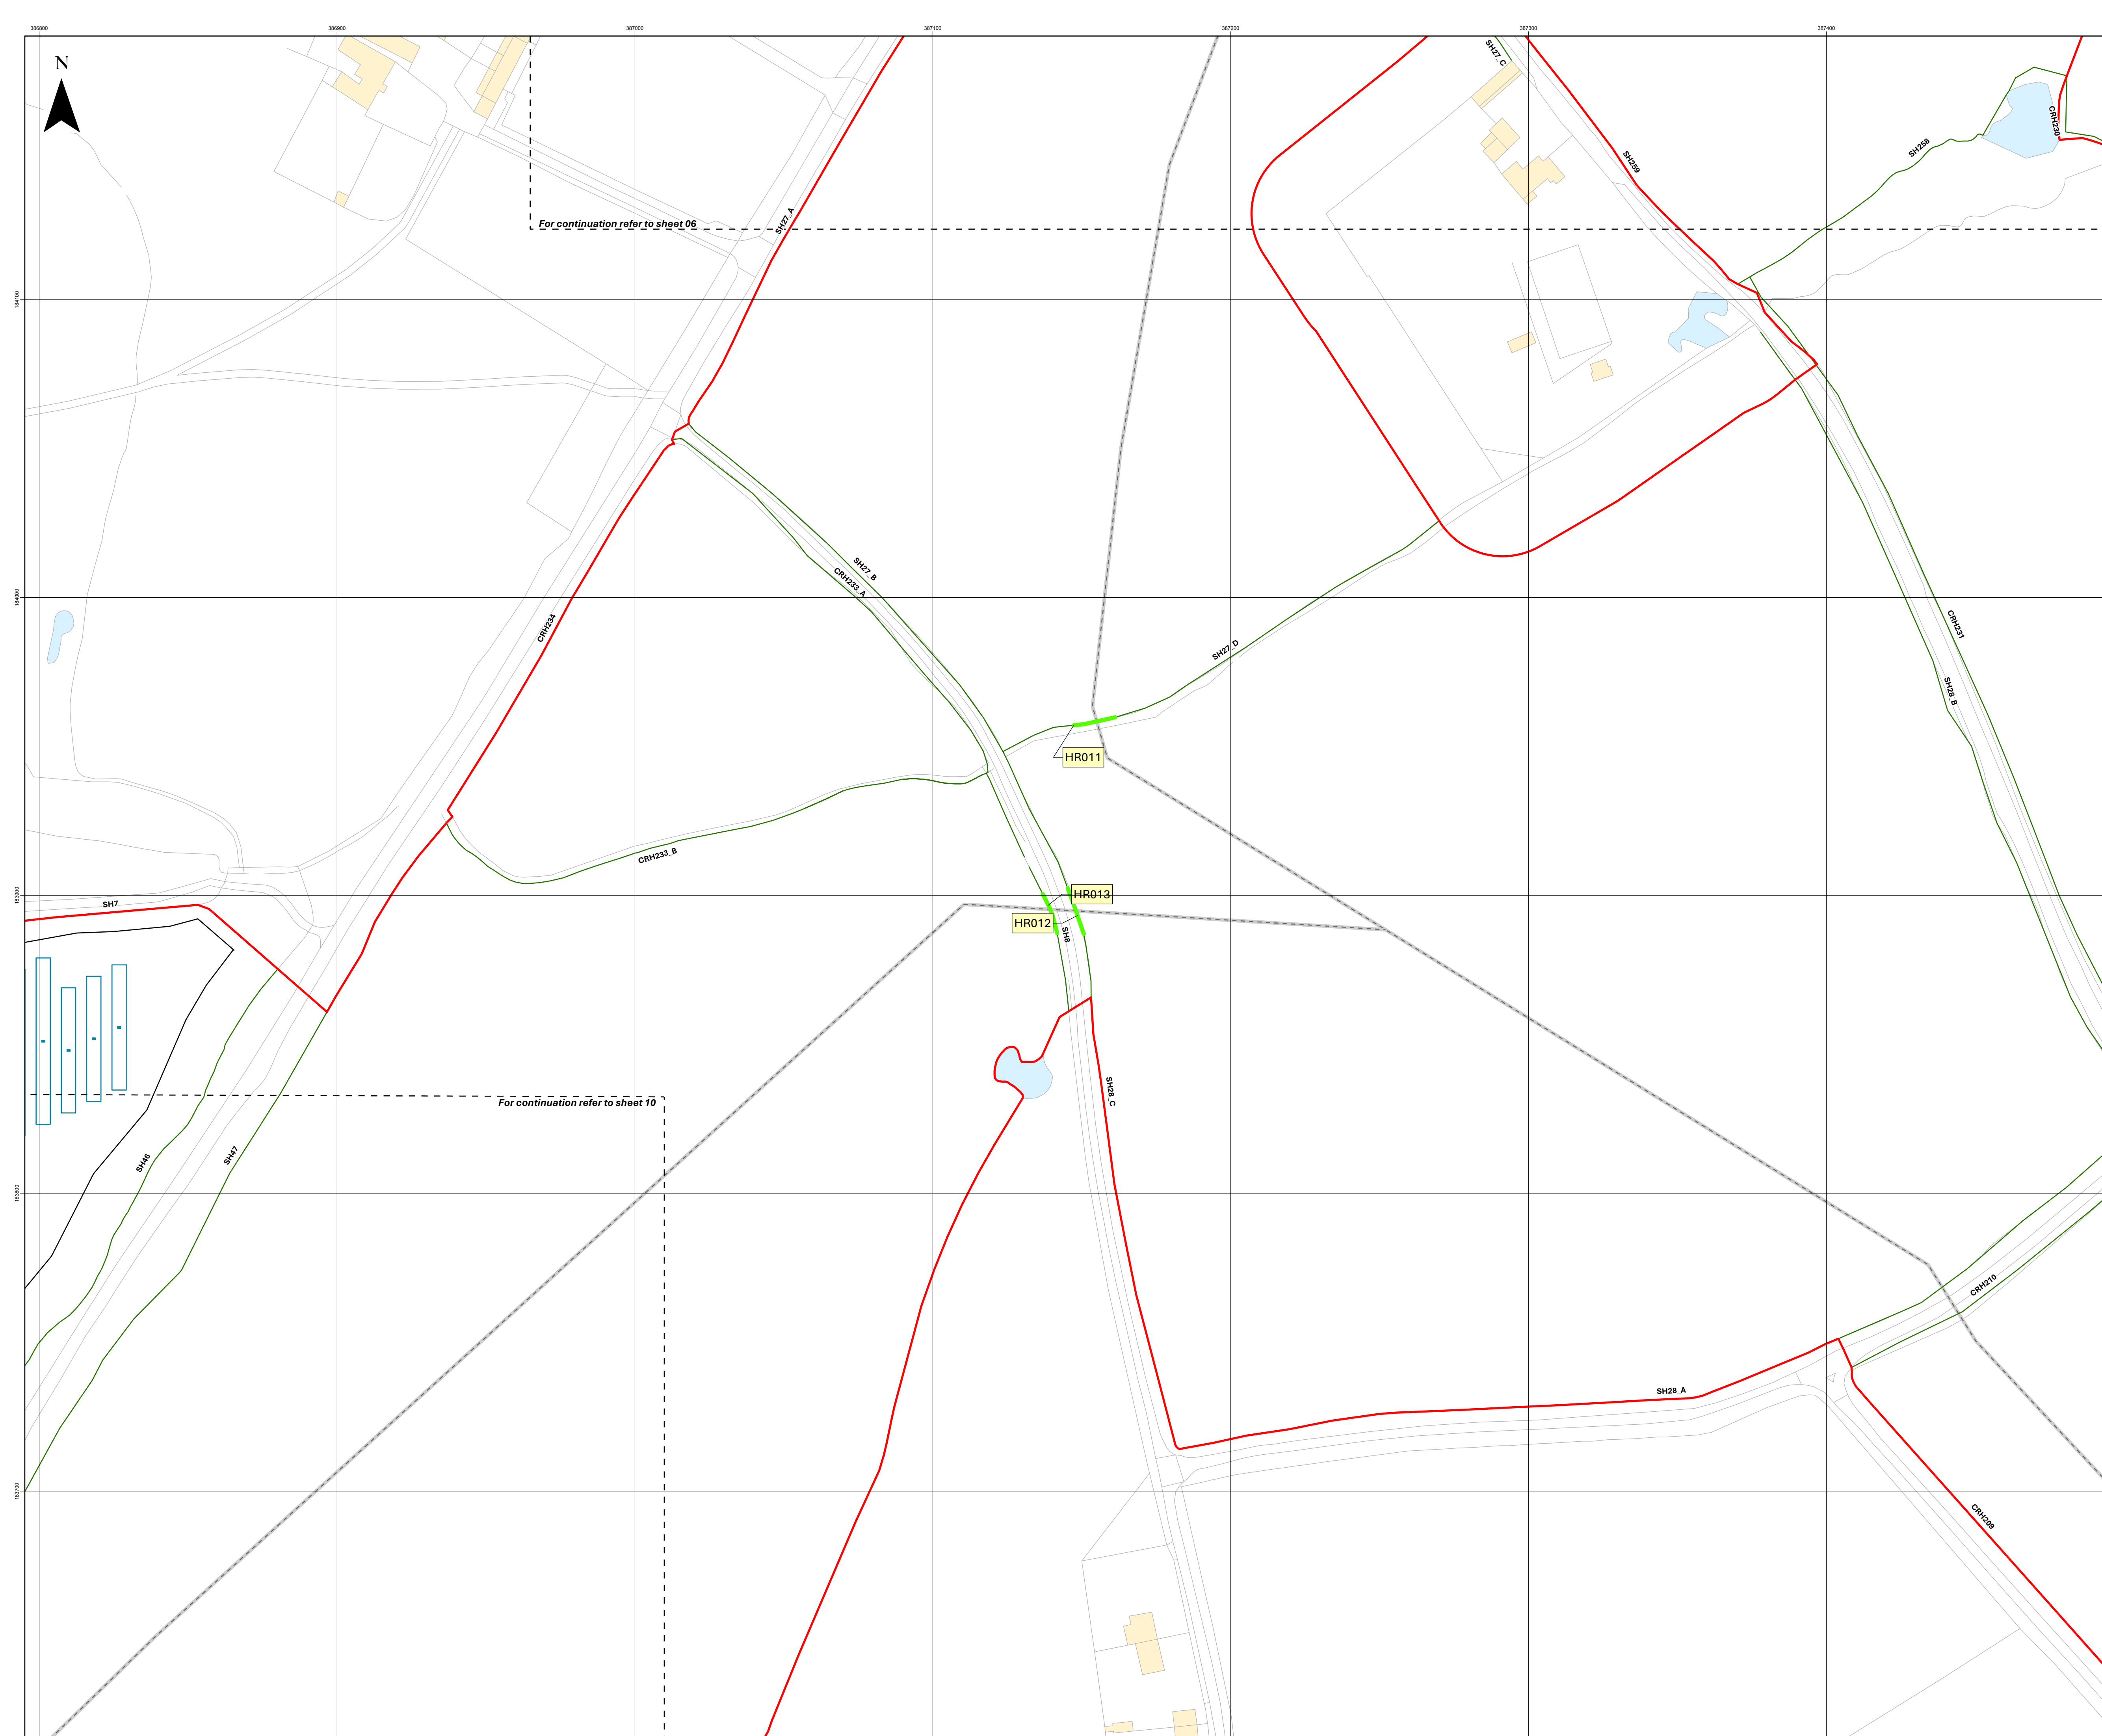 386800
386900
387000
387100
387200
387300
387400
N
SH27_C
CRH230
SH258
SH259
SH27_A
For continuation refer to sheet 06
184100
SH27_B
CRH233_A
184000
CRH234
CRH231
SH27_D
SH28_B
HR011
CRH233_B
183900
HR013
SH7
HR012
SH8
SH28_C
For continuation refer to sheet 10
SH46
SH47
183800
CRH210
SH28_A
183700
CRH209